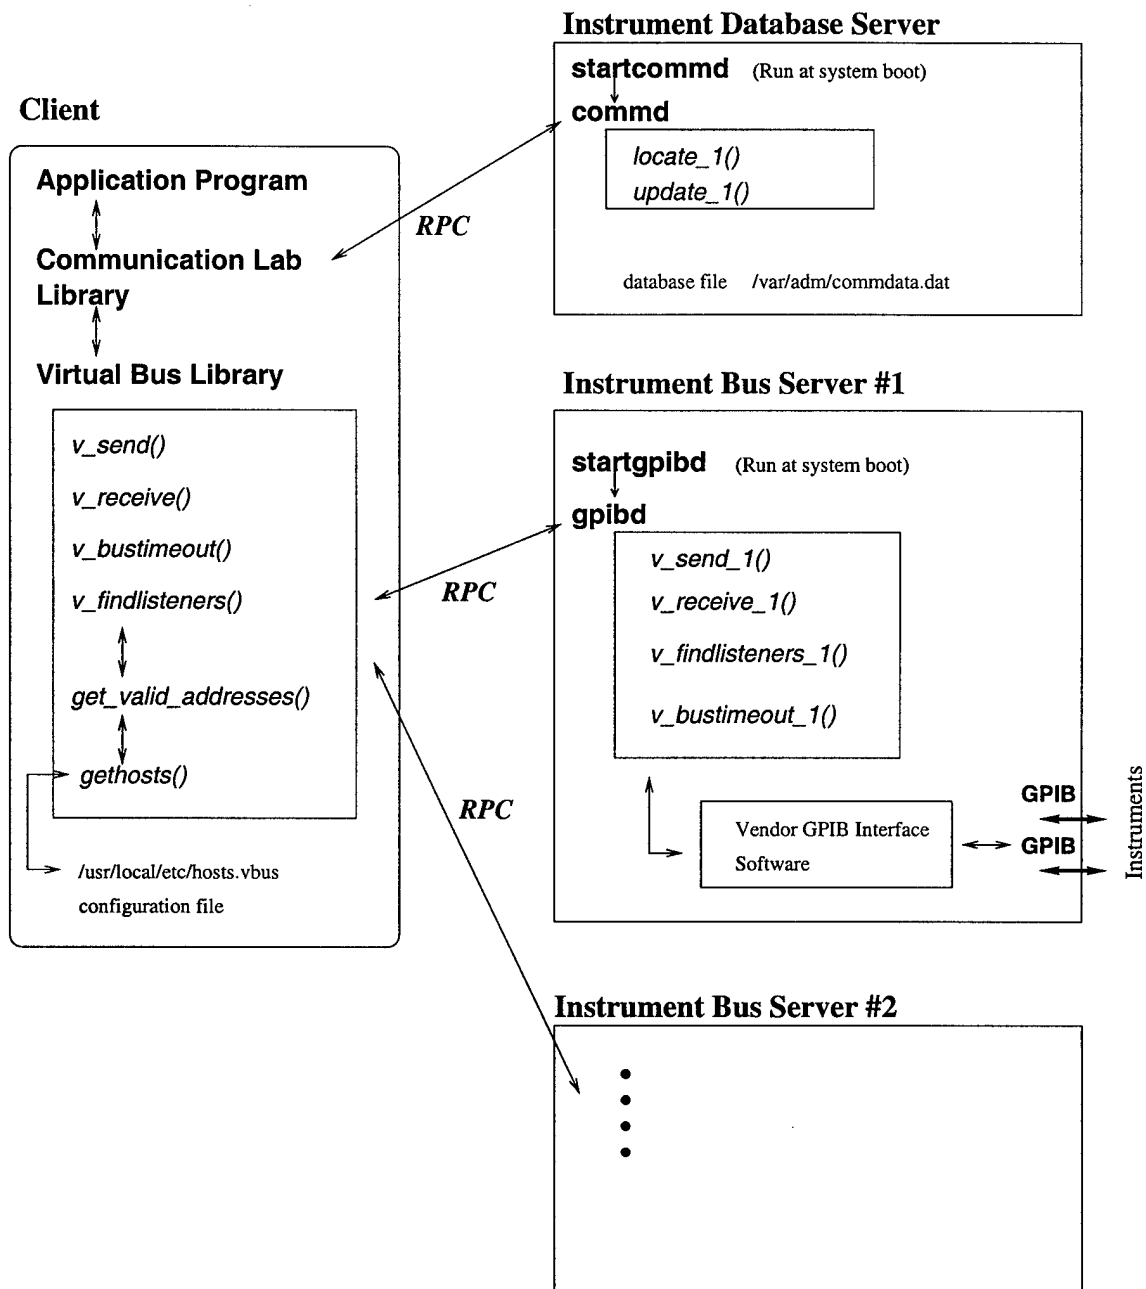 Client
Application Program
Communication Lab
Library
Virtual Bus Library
v_send()
v_receive()
v_bustimeout()
v_findlisteners()
get_valid_addresses()
gethosts()
/usr/local/etc/hosts.vbus
configuration file
RPC
RPC
RPC
Instrument Database Server
startcommd (Run at system boot)
commd
locate_1()
update_1()
database file /var/adm/commdata.dat
Instrument Bus Server #1
startgpibd (Run at system boot)
gpibd
v_send_1()
v_receive_1()
v_findlisteners_1()
v_bustimeout_1()
Vendor GPIB Interface
Software
GPIB
GPIB
Instruments
Instrument Bus Server #2